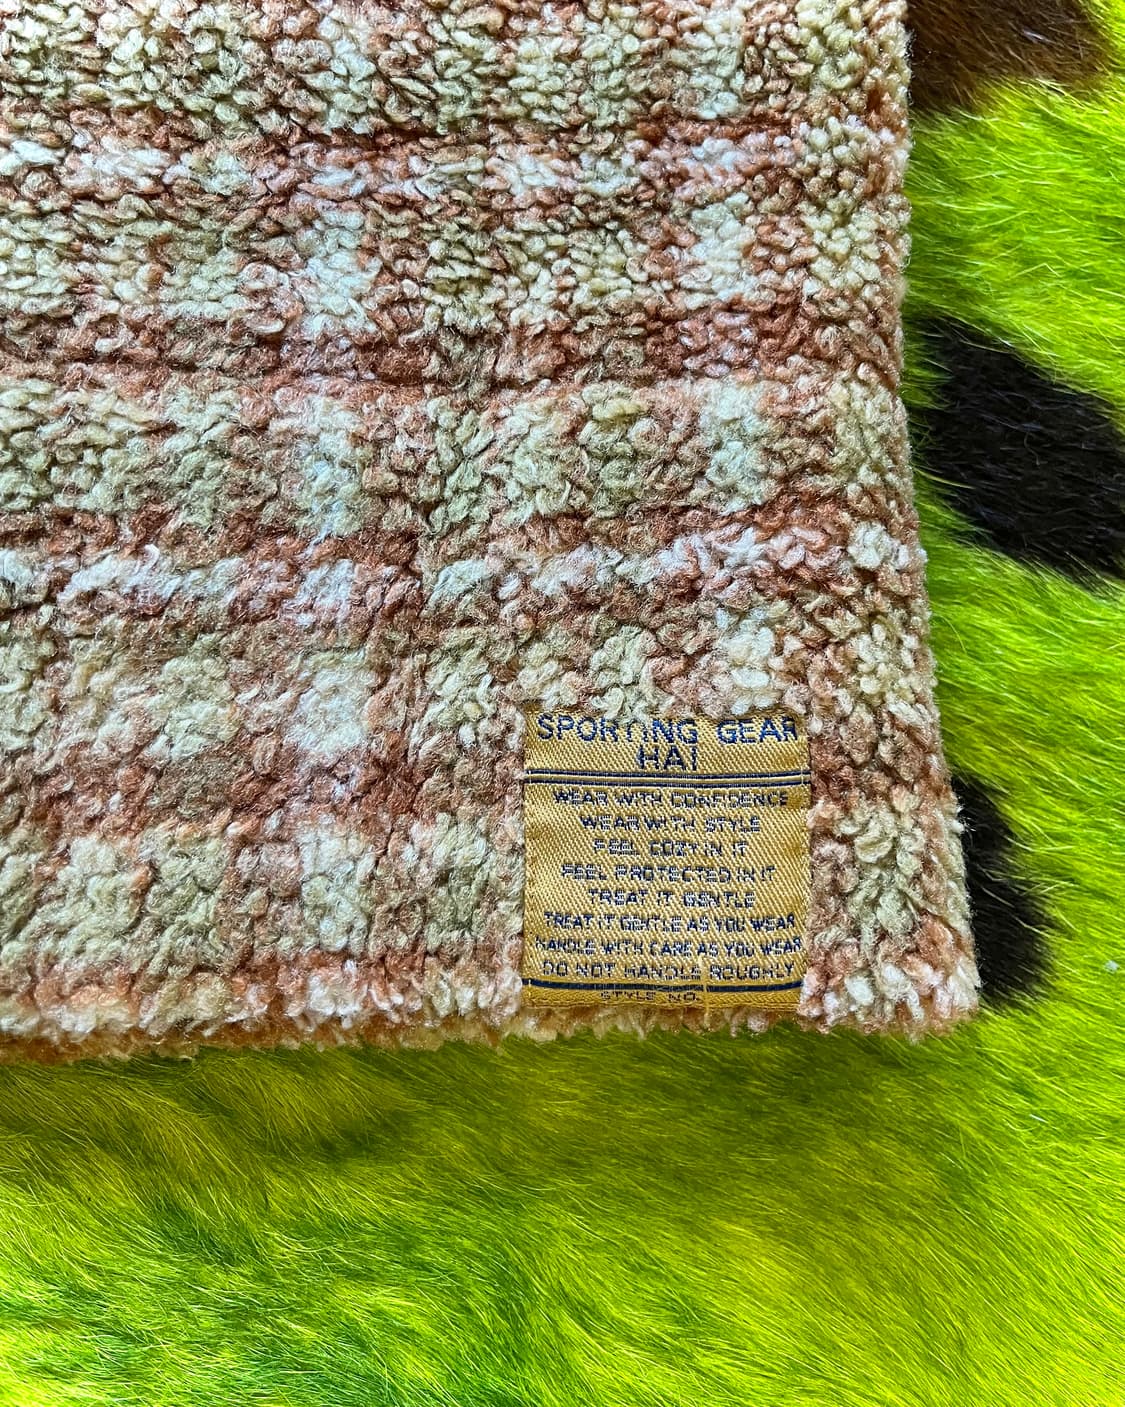 SPORTING GEAR
HAI
WEAR WITH CONFIDENCE
WEAR WITH STYLE
FEEL COZY IN IT
FEEL PROTECTED IN IT
TREAT IT GENTLE
TREAT IT GENTLE AS YOU WEAR
HANDLE WITH CARE AS YOU WEAR
DO NOT HANDLE ROUGHLY
STYLE NO.